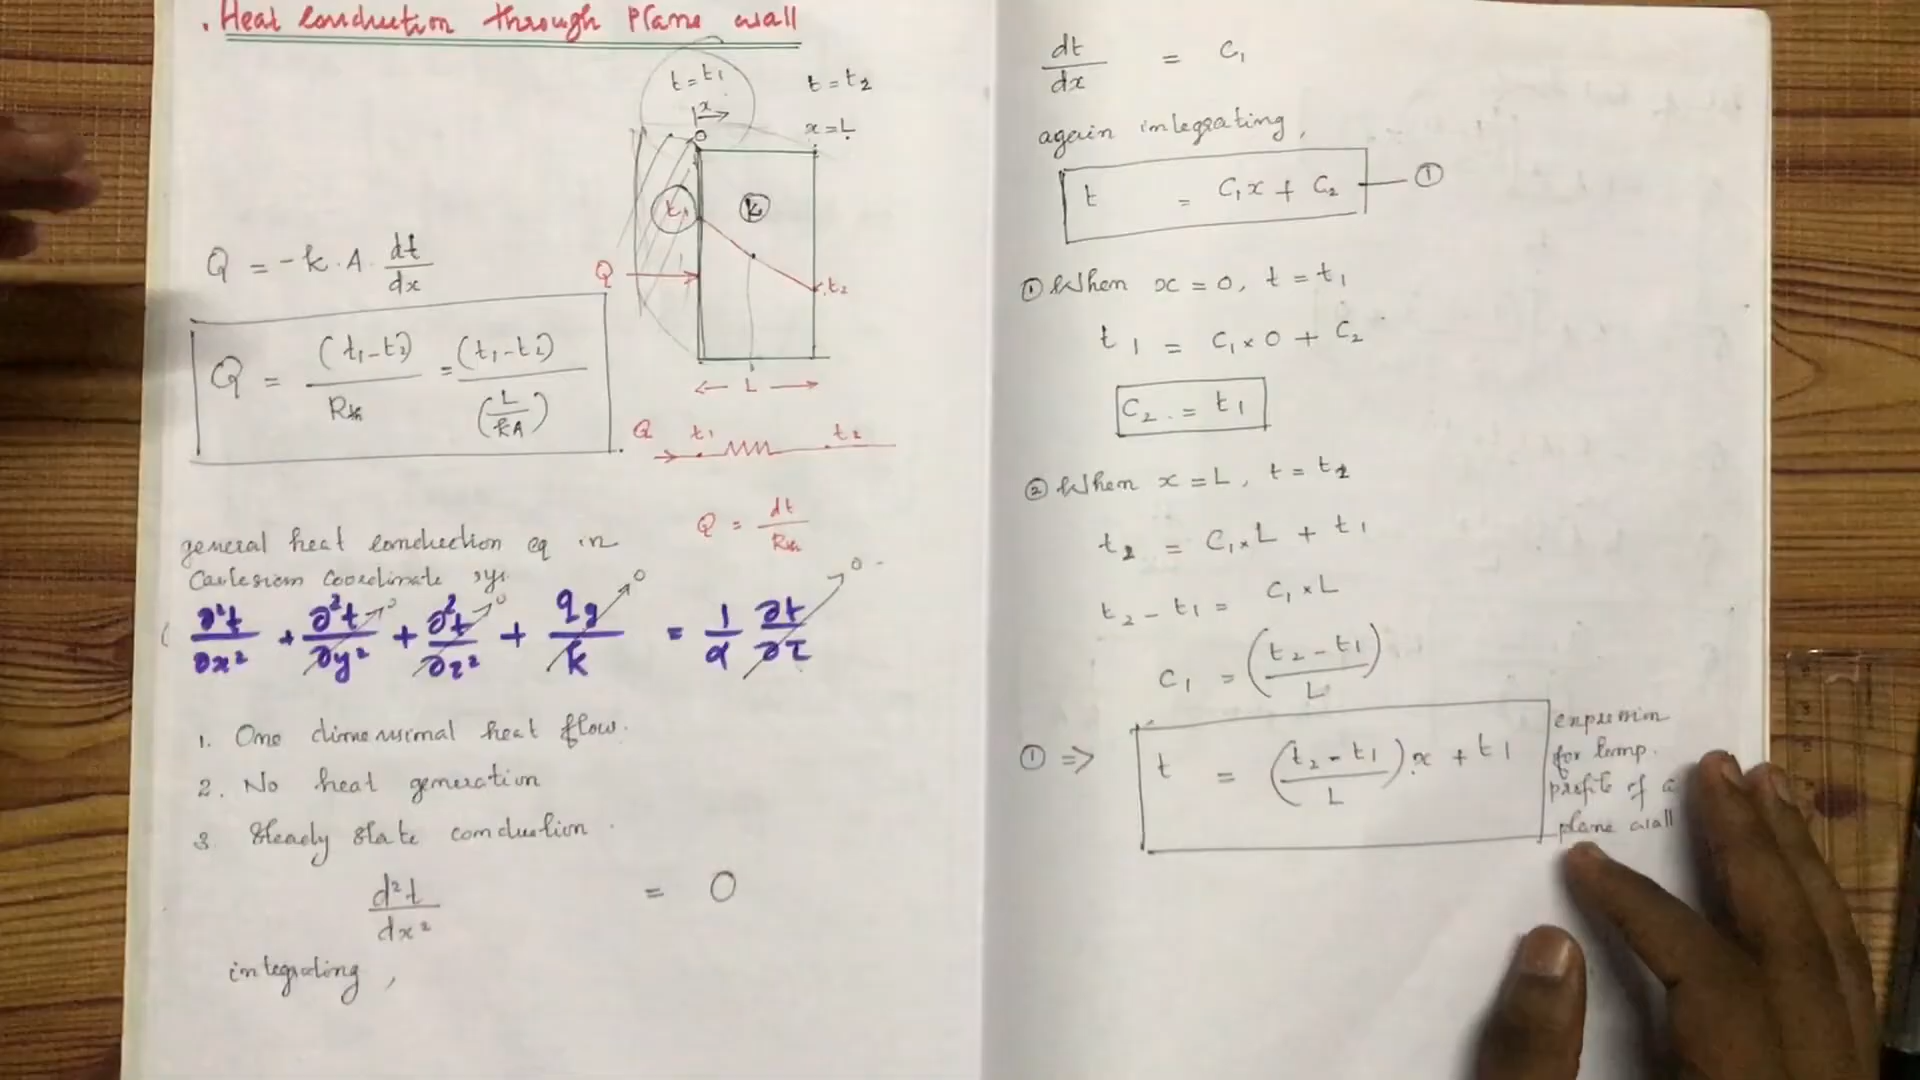 . Heat conduction through plane wall
t = t1
t = t2
x
0
x = L
t1
k
Q
t2
L
Q = -k . A . dt/dx
Q = (t1 - t2)/Rth = (t1 - t2)/(L/kA)
Q t1 t2
Q = dt/Rth
general heat conduction eq in
Cartesian coordinate sys
∂²t/∂x² + ∂²t/∂y² → 0 + ∂²t/∂z² → 0 + qg/k → 0 = 1/α ∂t/∂τ → 0
1. One dimensional heat flow.
2. No heat generation
3 Steady state conduction
d²t/dx² = 0
integrating,
dt/dx = C1
again integrating,
t = C1x + C2 — ①
① When x = 0, t = t1
t1 = C1 × 0 + C2
C2 = t1
② When x = L, t = t2
t2 = C1 × L + t1
t2 - t1 = C1 × L
C1 = (t2 - t1 / L)
① ⇒ t = (t2 - t1 / L) . x + t1
expression
for temp.
profile of a
plane wall